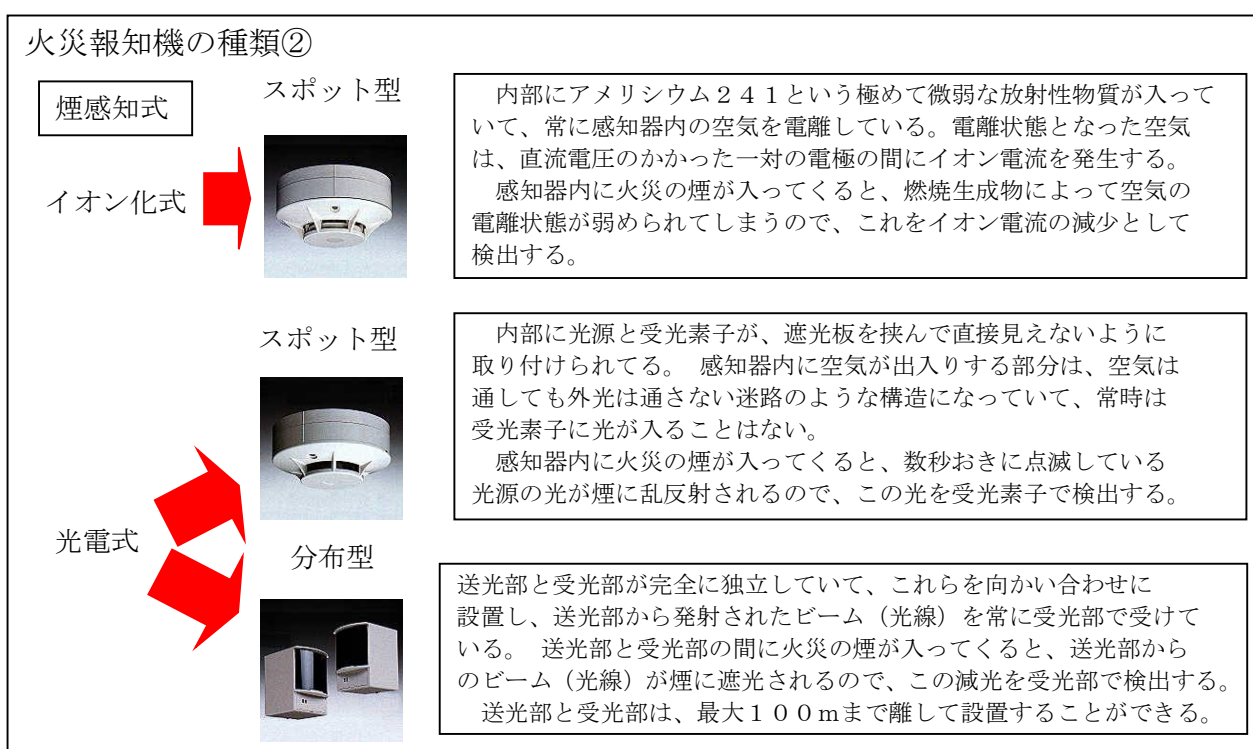 火災報知機の種類②
煙感知式
イオン化式
スポット型
　内部にアメリシウム２４１という極めて微弱な放射性物質が入って
いて、常に感知器内の空気を電離している。電離状態となった空気
は、直流電圧のかかった一対の電極の間にイオン電流を発生する。
　感知器内に火災の煙が入ってくると、燃焼生成物によって空気の
電離状態が弱められてしまうので、これをイオン電流の減少として
検出する。
光電式
スポット型
　内部に光源と受光素子が、遮光板を挟んで直接見えないように
取り付けられてる。 感知器内に空気が出入りする部分は、空気は
通しても外光は通さない迷路のような構造になっていて、常時は
受光素子に光が入ることはない。
　感知器内に火災の煙が入ってくると、数秒おきに点滅している
光源の光が煙に乱反射されるので、この光を受光素子で検出する。
分布型
送光部と受光部が完全に独立していて、これらを向かい合わせに
設置し、送光部から発射されたビーム（光線）を常に受光部で受けて
いる。 送光部と受光部の間に火災の煙が入ってくると、送光部から
のビーム（光線）が煙に遮光されるので、この減光を受光部で検出する。
　送光部と受光部は、最大１００ｍまで離して設置することができる。